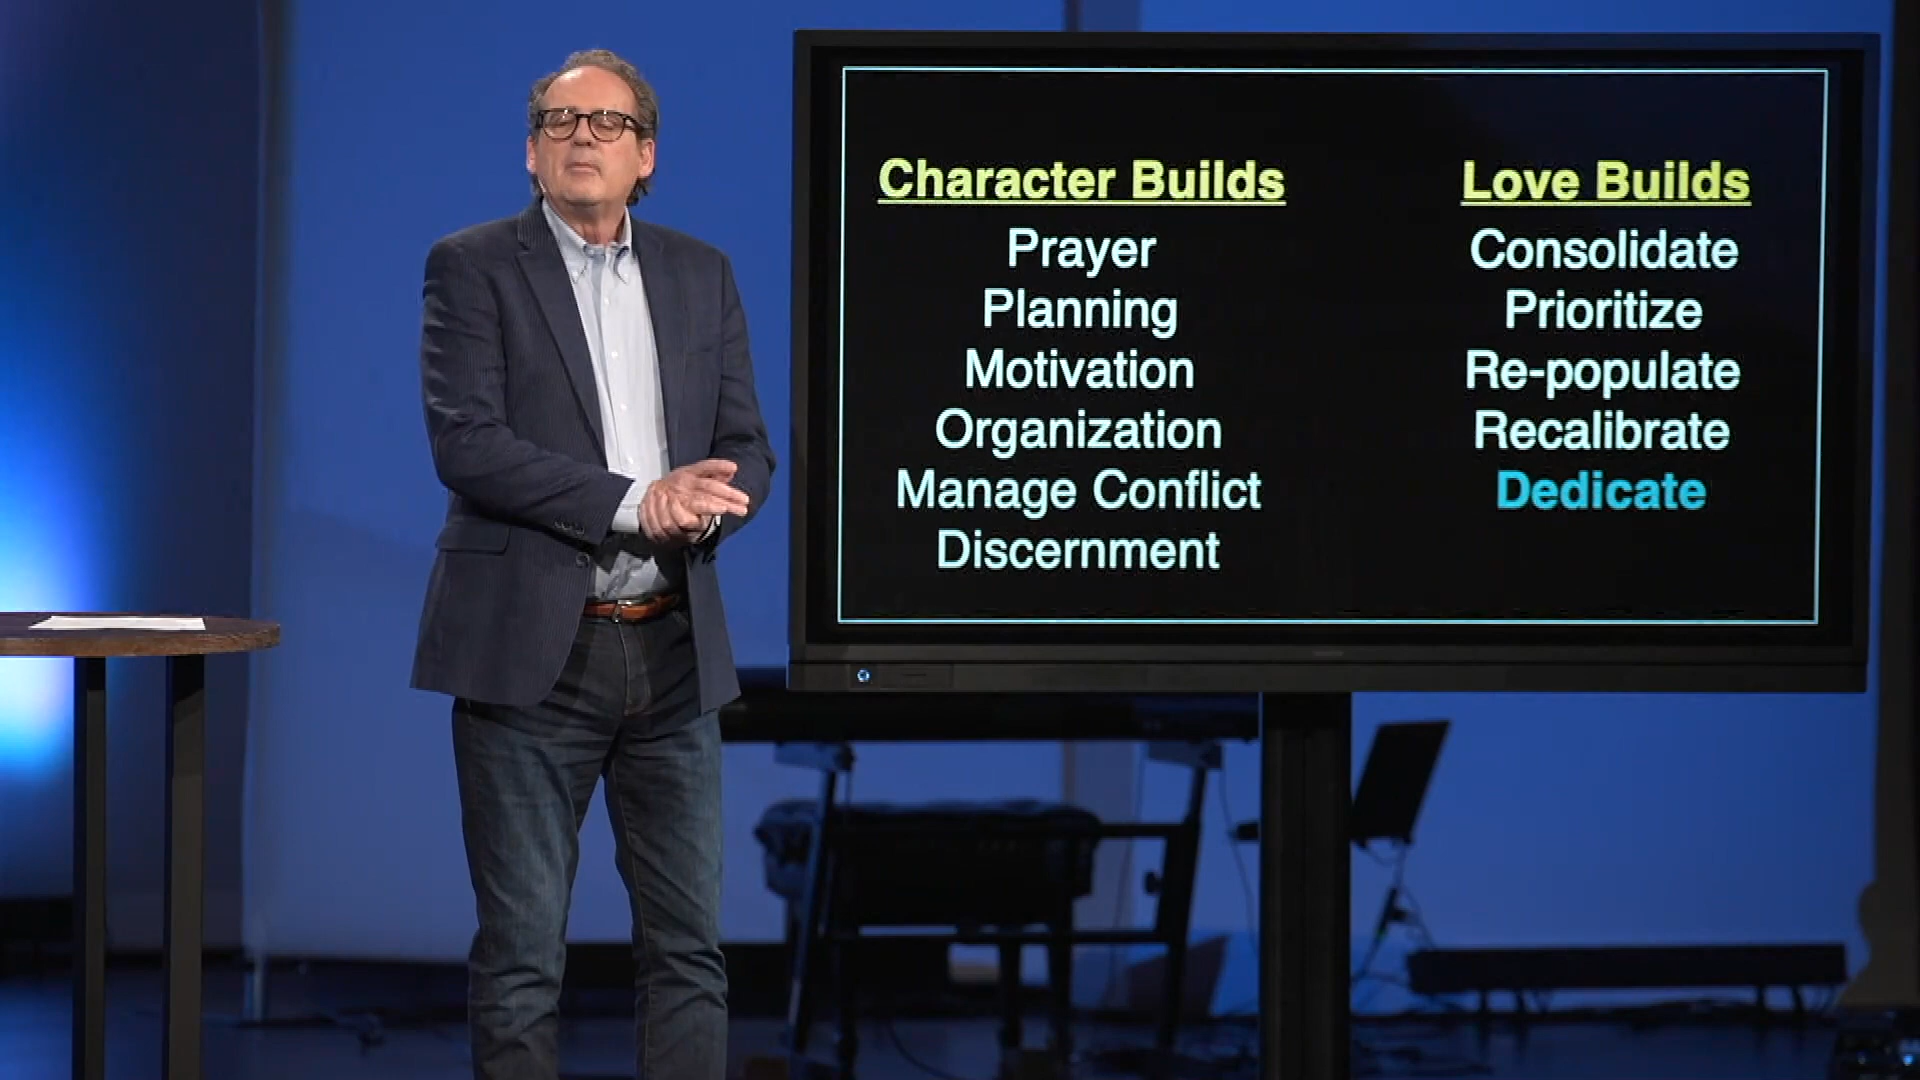 Character Builds
Prayer
Planning
Motivation
Organization
Manage Conflict
Discernment
Love Builds
Consolidate
Prioritize
Re-populate
Recalibrate
Dedicate